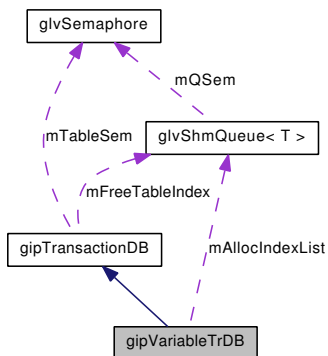 glvSemaphore
mQSem
mTableSem
glvShmQueue< T >
mFreeTableIndex
gipTransactionDB
mAllocIndexList
gipVariableTrDB